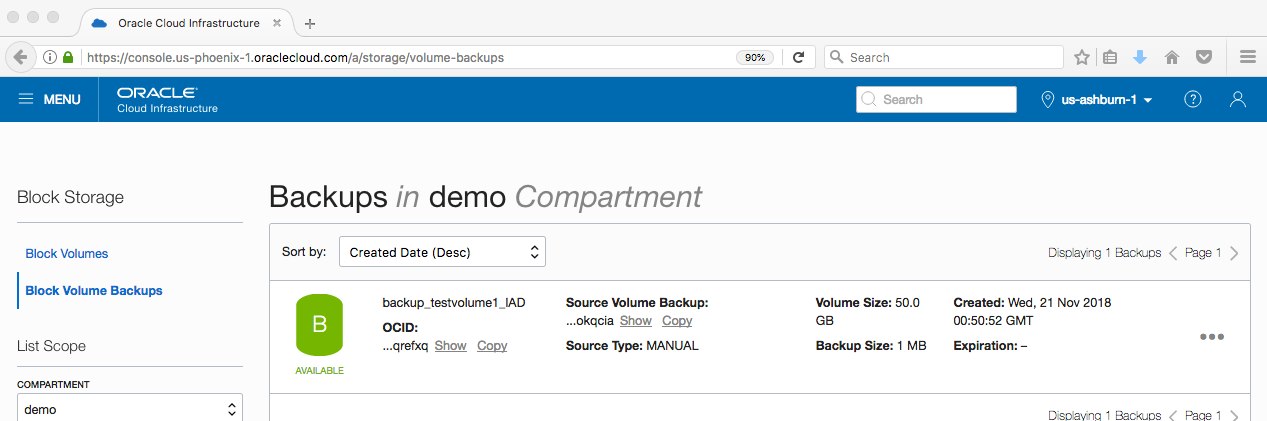 Oracle Cloud Infrastructure
https://console.us-phoenix-1.oraclecloud.com/a/storage/volume-backups
90%
Search
MENU
ORACLE
Cloud Infrastructure
Search
us-ashburn-1
Block Storage
Block Volumes
Block Volume Backups
List Scope
COMPARTMENT
demo
Backups in demo Compartment
Sort by: Created Date (Desc)
Displaying 1 Backups Page 1
B
AVAILABLE
backup_testvolume1_IAD
OCID:
...qrefxq Show Copy
Source Volume Backup:
...okqcia Show Copy
Source Type: MANUAL
Volume Size: 50.0
GB
Backup Size: 1 MB
Created: Wed, 21 Nov 2018
00:50:52 GMT
Expiration: –
Displaying 1 Backups Page 1